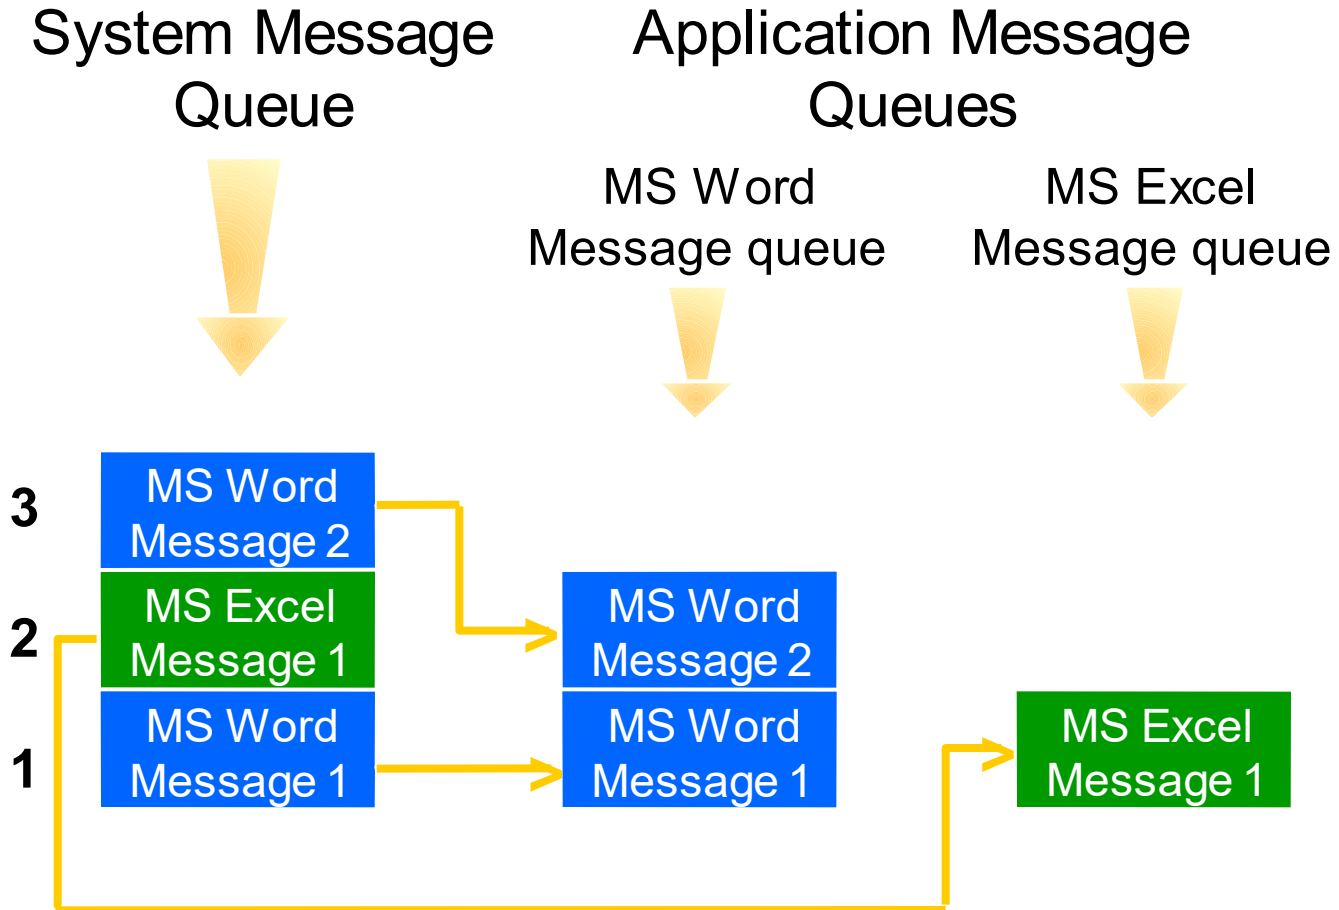 System Message
Queue
Application Message
Queues
MS Word
Message queue
MS Excel
Message queue
3
MS Word
Message 2
2
MS Excel
Message 1
MS Word
Message 2
1
MS Word
Message 1
MS Word
Message 1
MS Excel
Message 1